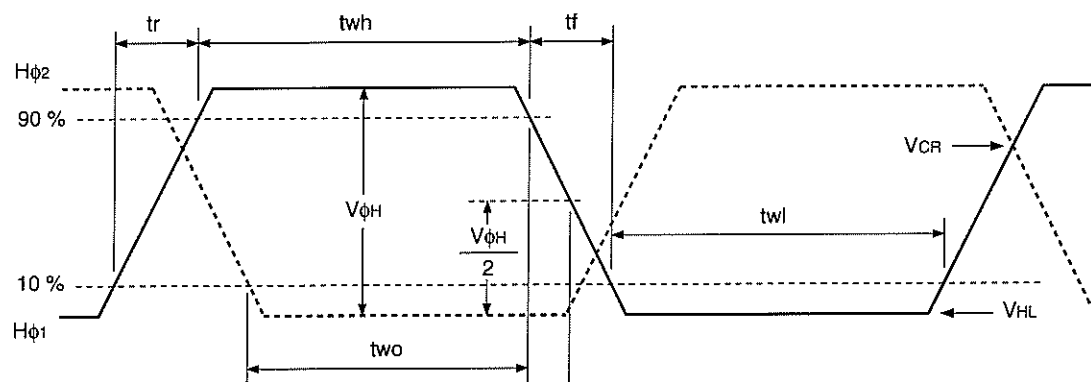 tr
twh
tf
Hϕ2
90 %
VCR
VϕH
VϕH
2
twl
10 %
Hϕ1
VHL
two